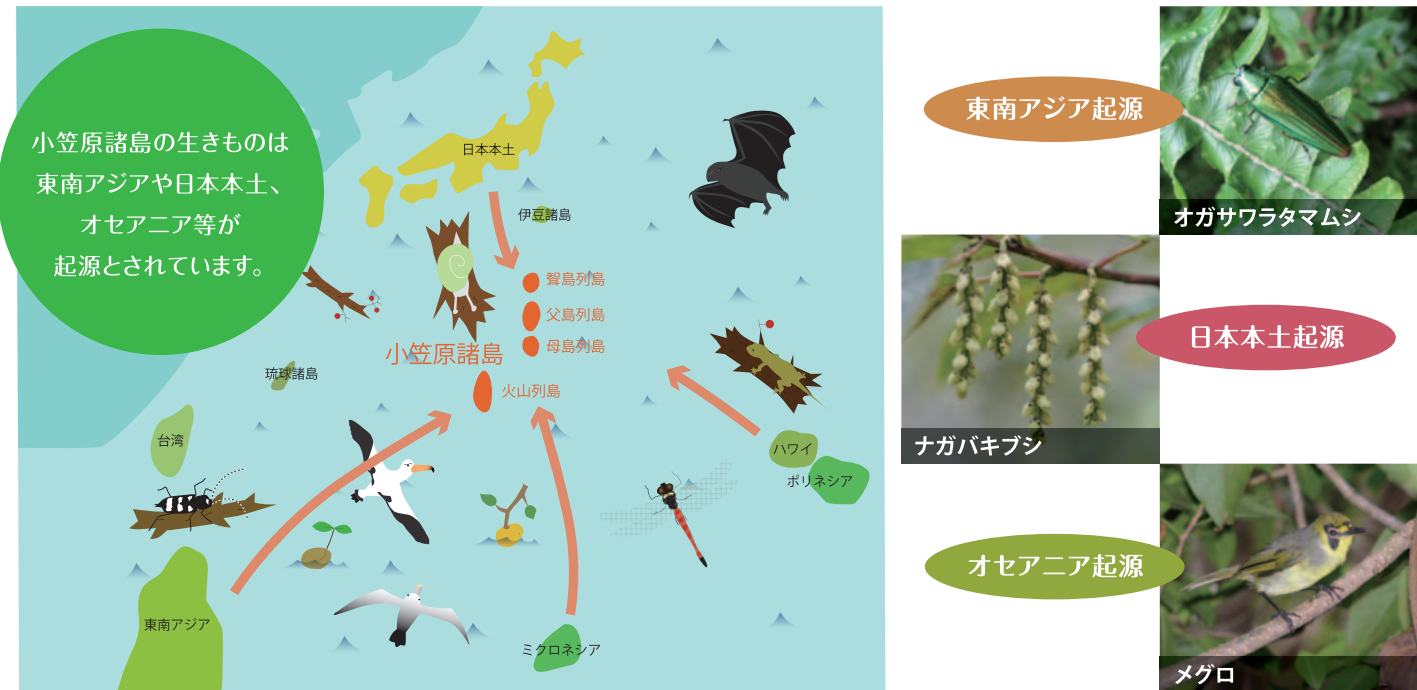 小笠原諸島の生きものは
東南アジアや日本本土、
オセアニア等が
起源とされています。
日本本土
伊豆諸島
聟島列島
父島列島
母島列島
小笠原諸島
火山列島
琉球諸島
台湾
東南アジア
ミクロネシア
ハワイ
ポリネシア
東南アジア起源
オガサワラタマムシ
日本本土起源
ナガバキブシ
オセアニア起源
メグロ